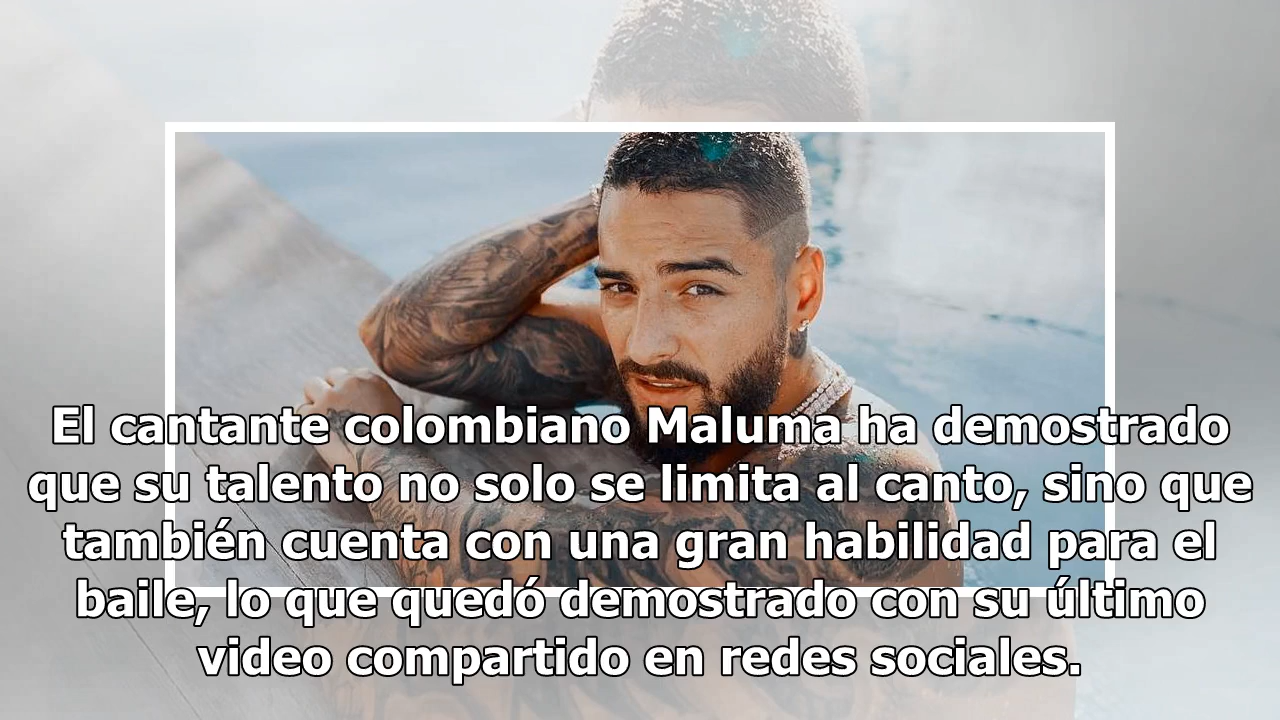 El cantante colombiano Maluma ha demostrado
que su talento no solo se limita al canto, sino que
también cuenta con una gran habilidad para el
baile, lo que quedó demostrado con su último
video compartido en redes sociales.